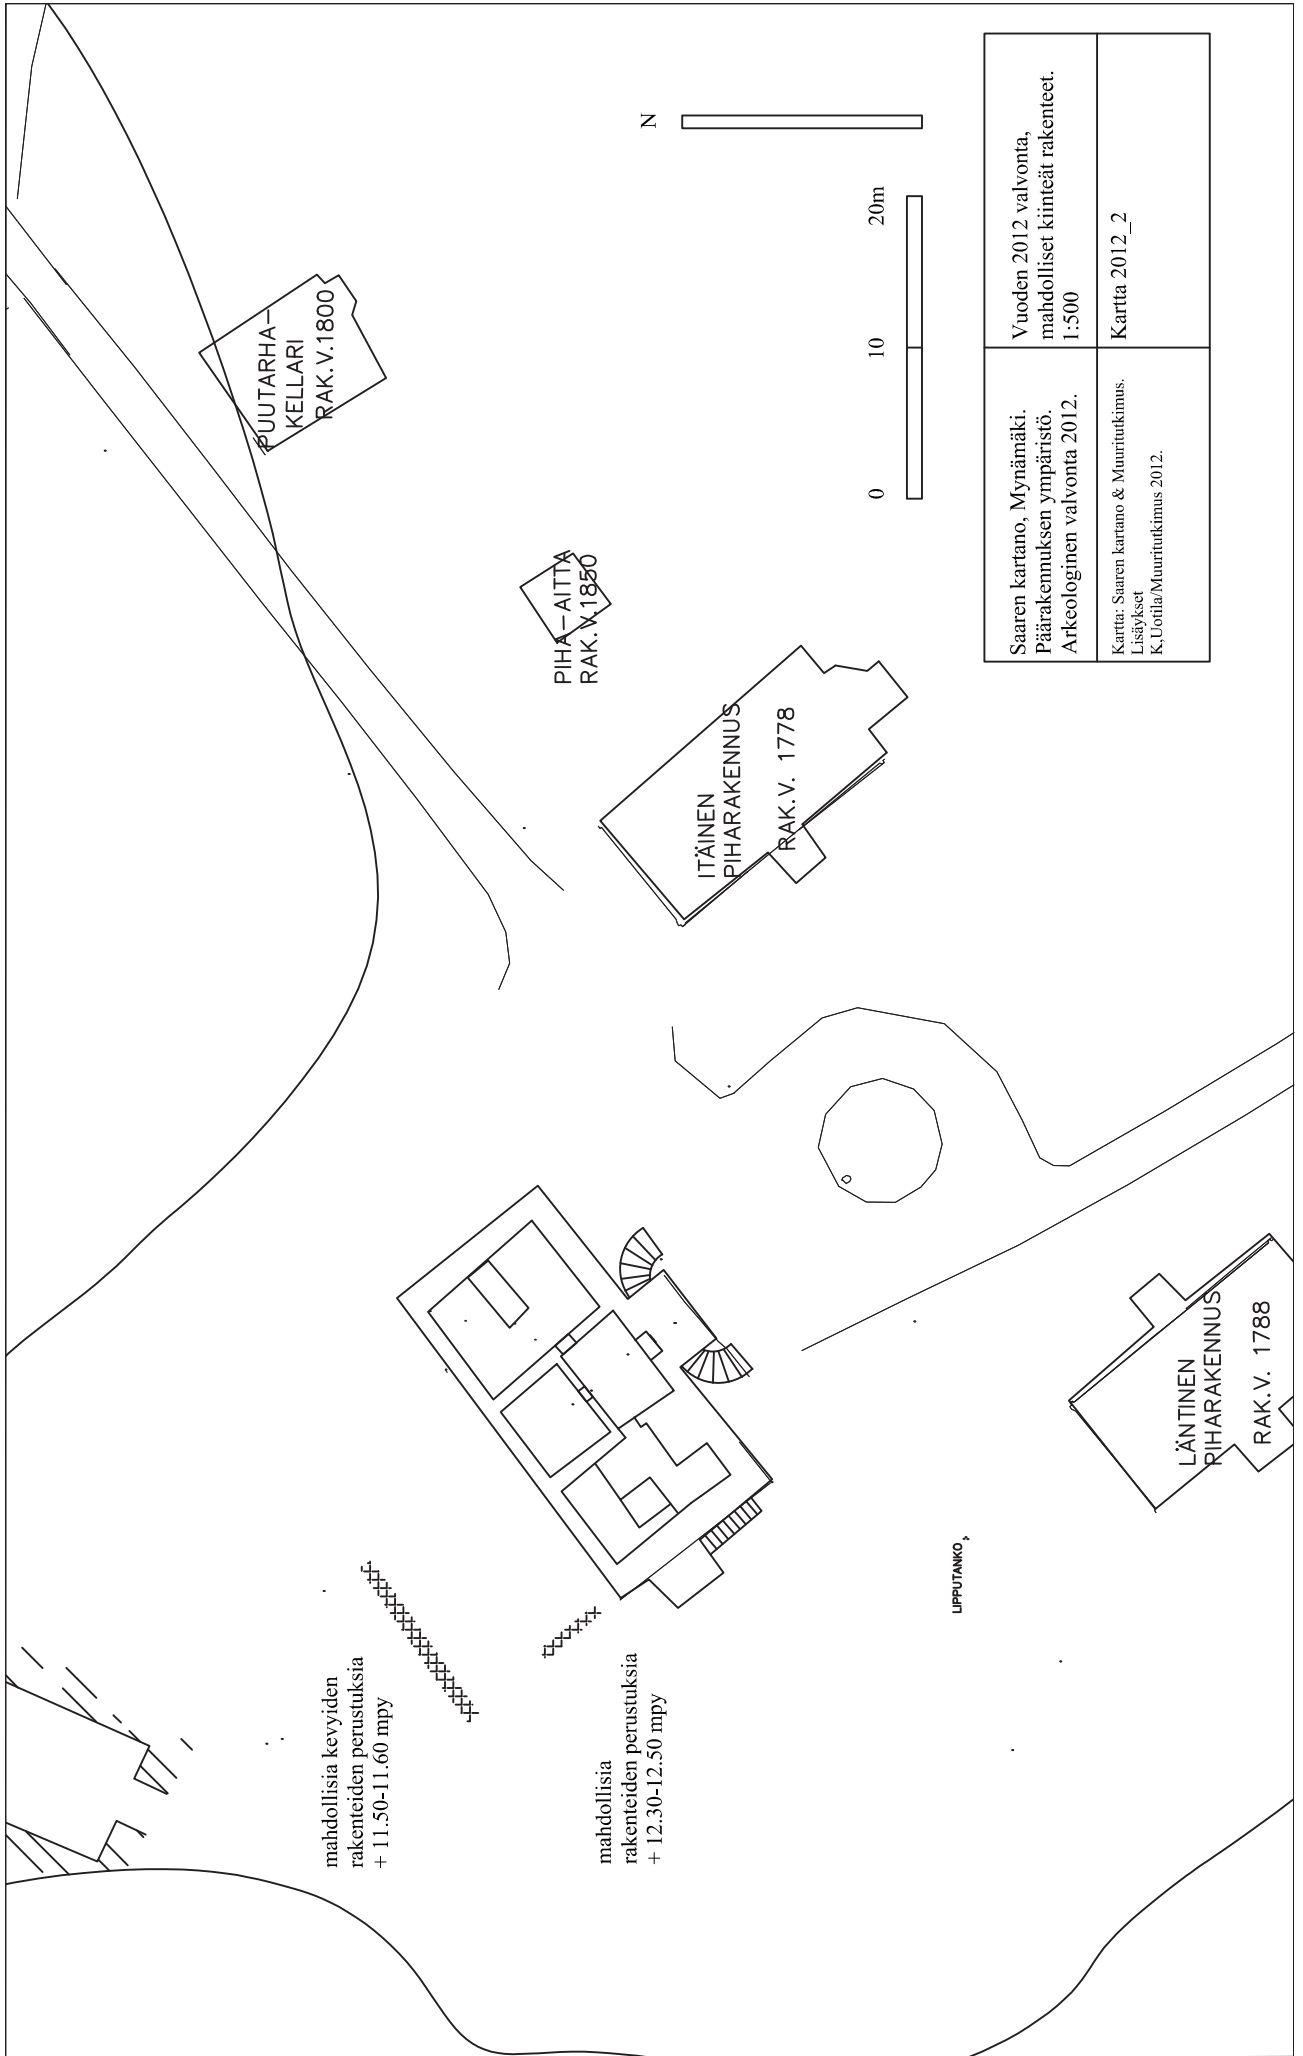 PUUTARHA-
KELLARI
RAK.V.1800
PIHA-AITTA
RAK.V.1850
ITÄINEN
PIHARAKENNUS
RAK.V. 1778
LÄNTINEN
PIHARAKENNUS
RAK.V. 1788
LIPPUTANKO
mahdollisia kevyiden
rakenteiden perustuksia
+ 11.50-11.60 mpy
mahdollisia
rakenteiden perustuksia
+ 12.30-12.50 mpy
N
0 10 20m
Saaren kartano, Mynämäki.
Päärakennuksen ympäristö.
Arkeologinen valvonta 2012.
Vuoden 2012 valvonta,
mahdolliset kiinteät rakenteet.
1:500
Kartta: Saaren kartano & Muuritutkimus.
Lisäykset
K,Uotila/Muuritutkimus 2012.
Kartta 2012_2